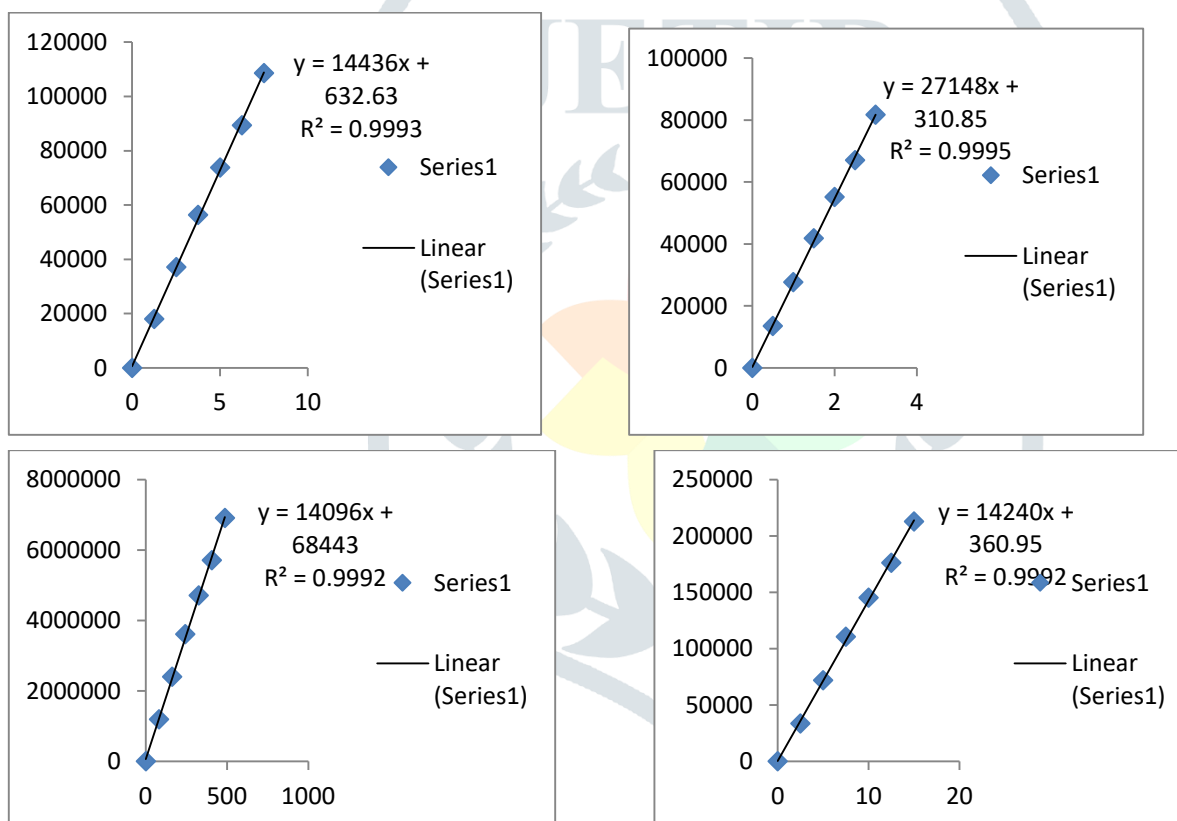 120000
100000
80000
60000
40000
20000
0
0 5 10
y = 14436x +
632.63
R² = 0.9993
Series1
Linear
(Series1)
100000
80000
60000
40000
20000
0
0 2 4
y = 27148x +
310.85
R² = 0.9995
Series1
Linear
(Series1)
8000000
6000000
4000000
2000000
0
0 500 1000
y = 14096x +
68443
R² = 0.9992
Series1
Linear
(Series1)
250000
200000
150000
100000
50000
0
0 10 20
y = 14240x +
360.95
R² = 0.9992
Series1
Linear
(Series1)